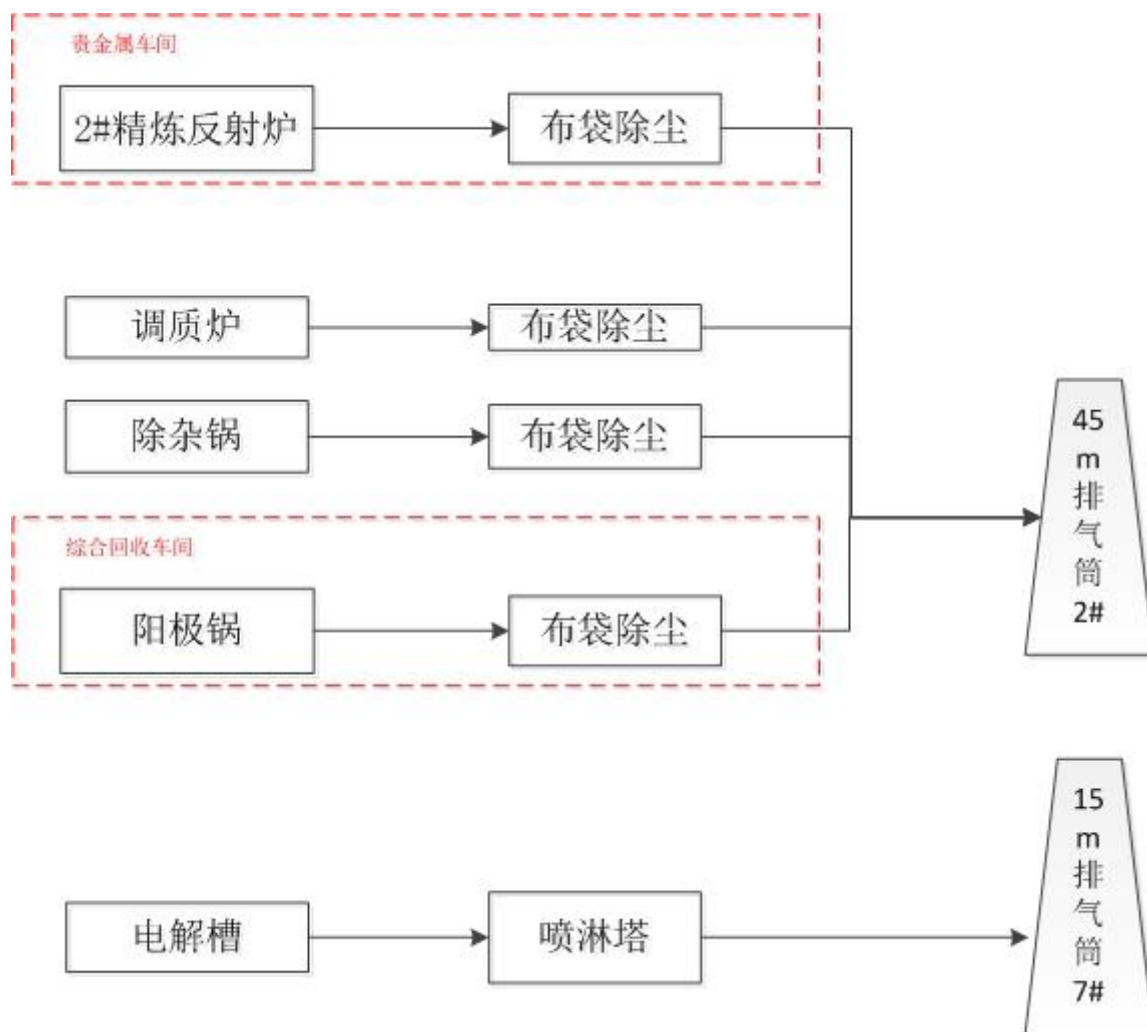 贵金属车间
2#精炼反射炉
布袋除尘
调质炉
布袋除尘
除杂锅
布袋除尘
综合回收车间
阳极锅
布袋除尘
45
m
排
气
筒
2#
电解槽
喷淋塔
15
m
排
气
筒
7#